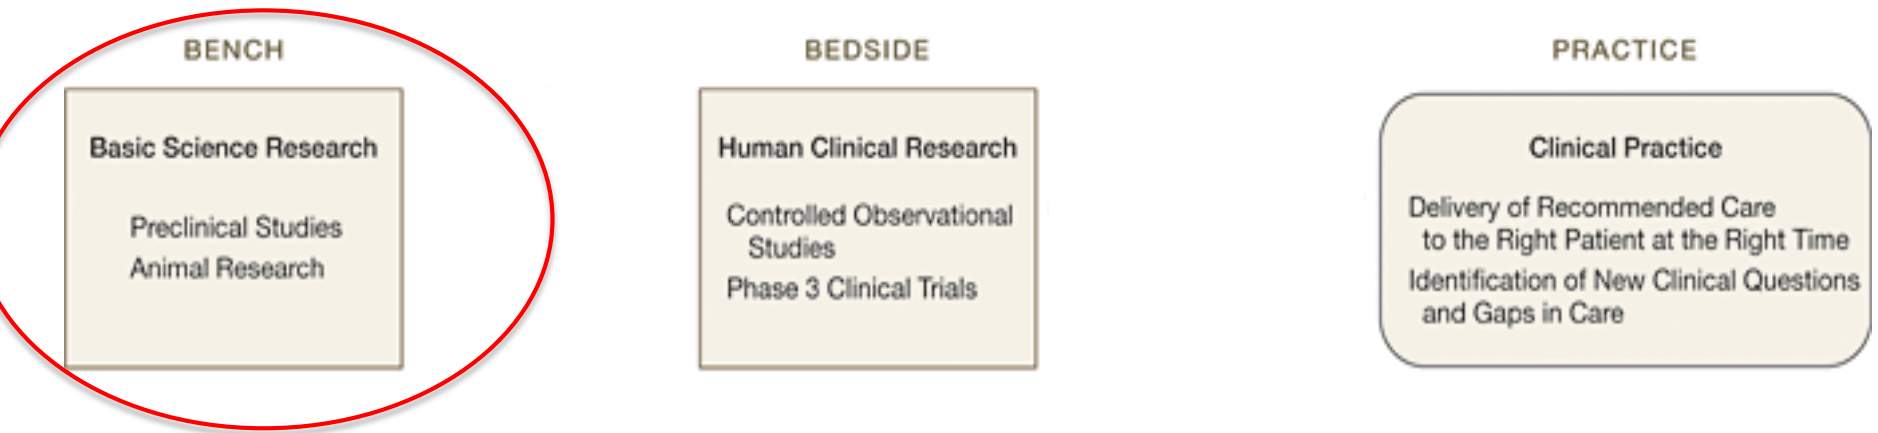 BENCH
Basic Science Research
Preclinical Studies
Animal Research
BEDSIDE
Human Clinical Research
Controlled Observational
Studies
Phase 3 Clinical Trials
PRACTICE
Clinical Practice
Delivery of Recommended Care
to the Right Patient at the Right Time
Identification of New Clinical Questions
and Gaps in Care